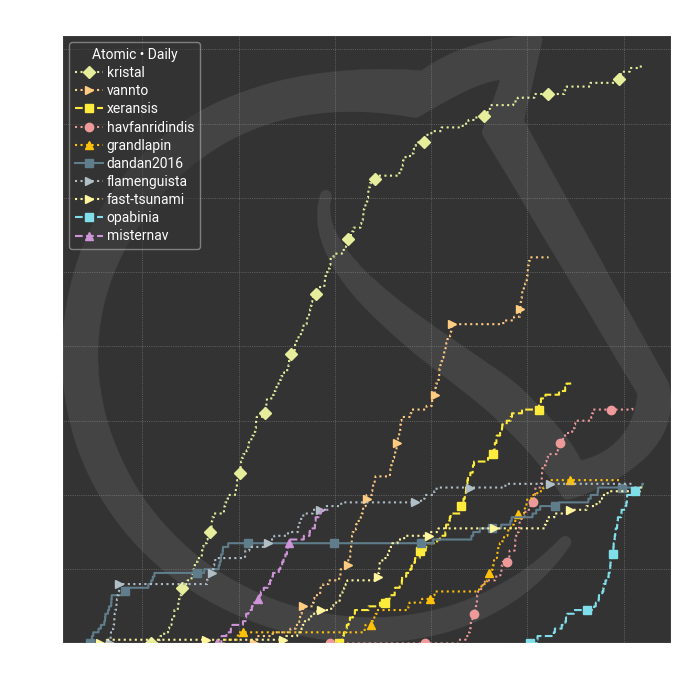 Atomic • Daily
kristal
vannto
xeransis
havfanridindis
grandlapin
dandan2016
flamenguista
fast-tsunami
opabinia
misternav